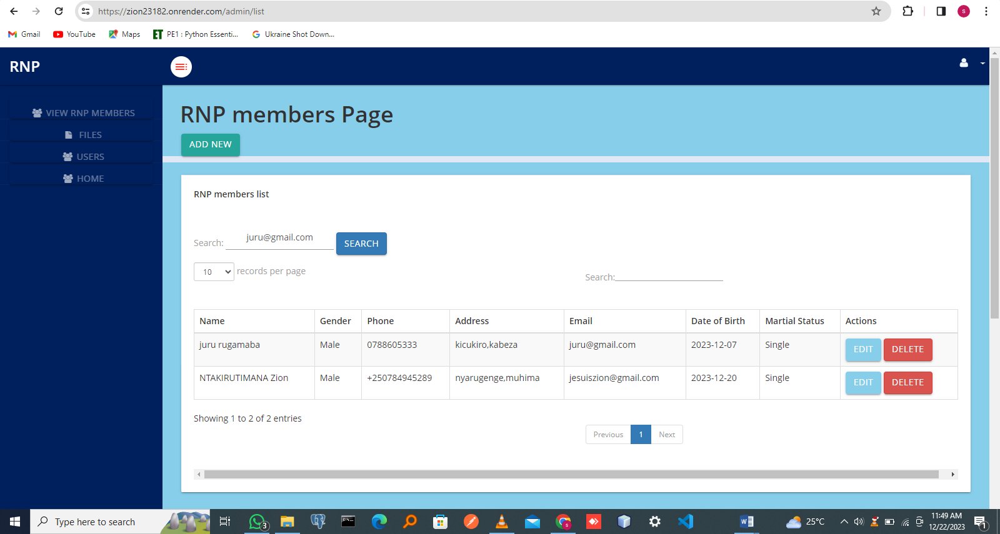 https://zion23182.onrender.com/admin/list
S
Gmail YouTube Maps ET PE1 : Python Essenti... Ukraine Shot Down...
RNP
VIEW RNP MEMBERS
FILES
USERS
HOME
RNP members Page
ADD NEW
RNP members list
Search: juru@gmail.com SEARCH
10 records per page
Search:
Name Gender Phone Address Email Date of Birth Martial Status Actions
juru rugamaba Male 0788605333 kicukiro,kabeza juru@gmail.com 2023-12-07 Single EDIT DELETE
NTAKIRUTIMANA Zion Male +250784945289 nyarugenge,muhima jesuiszion@gmail.com 2023-12-20 Single EDIT DELETE
Showing 1 to 2 of 2 entries
Previous 1 Next
Type here to search
3
S
W
25°C
11:49 AM
12/22/2023
1